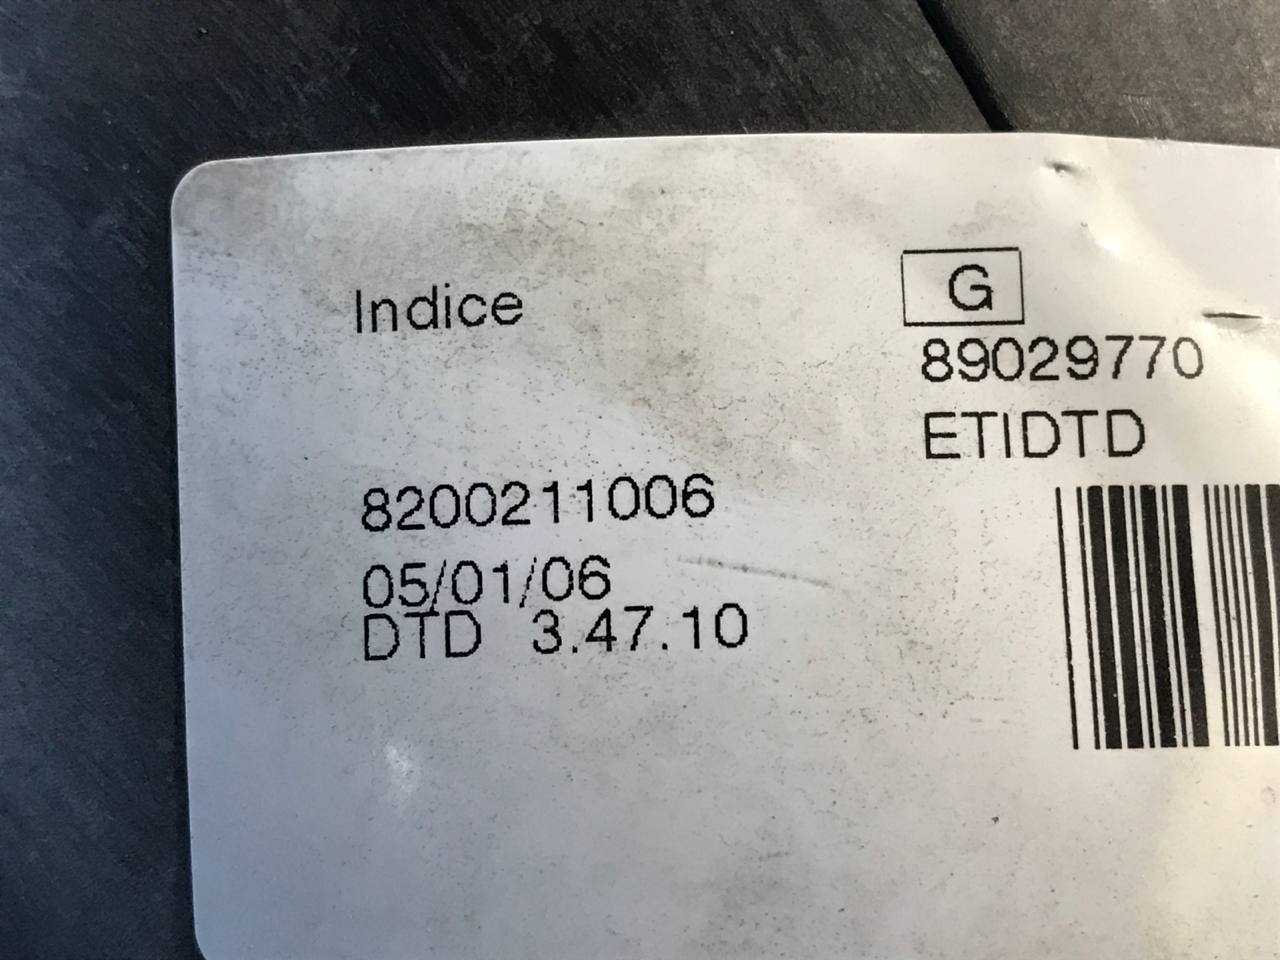 Indice
G
89029770
ETIDTD
8200211006
05/01/06
DTD 3.47.10